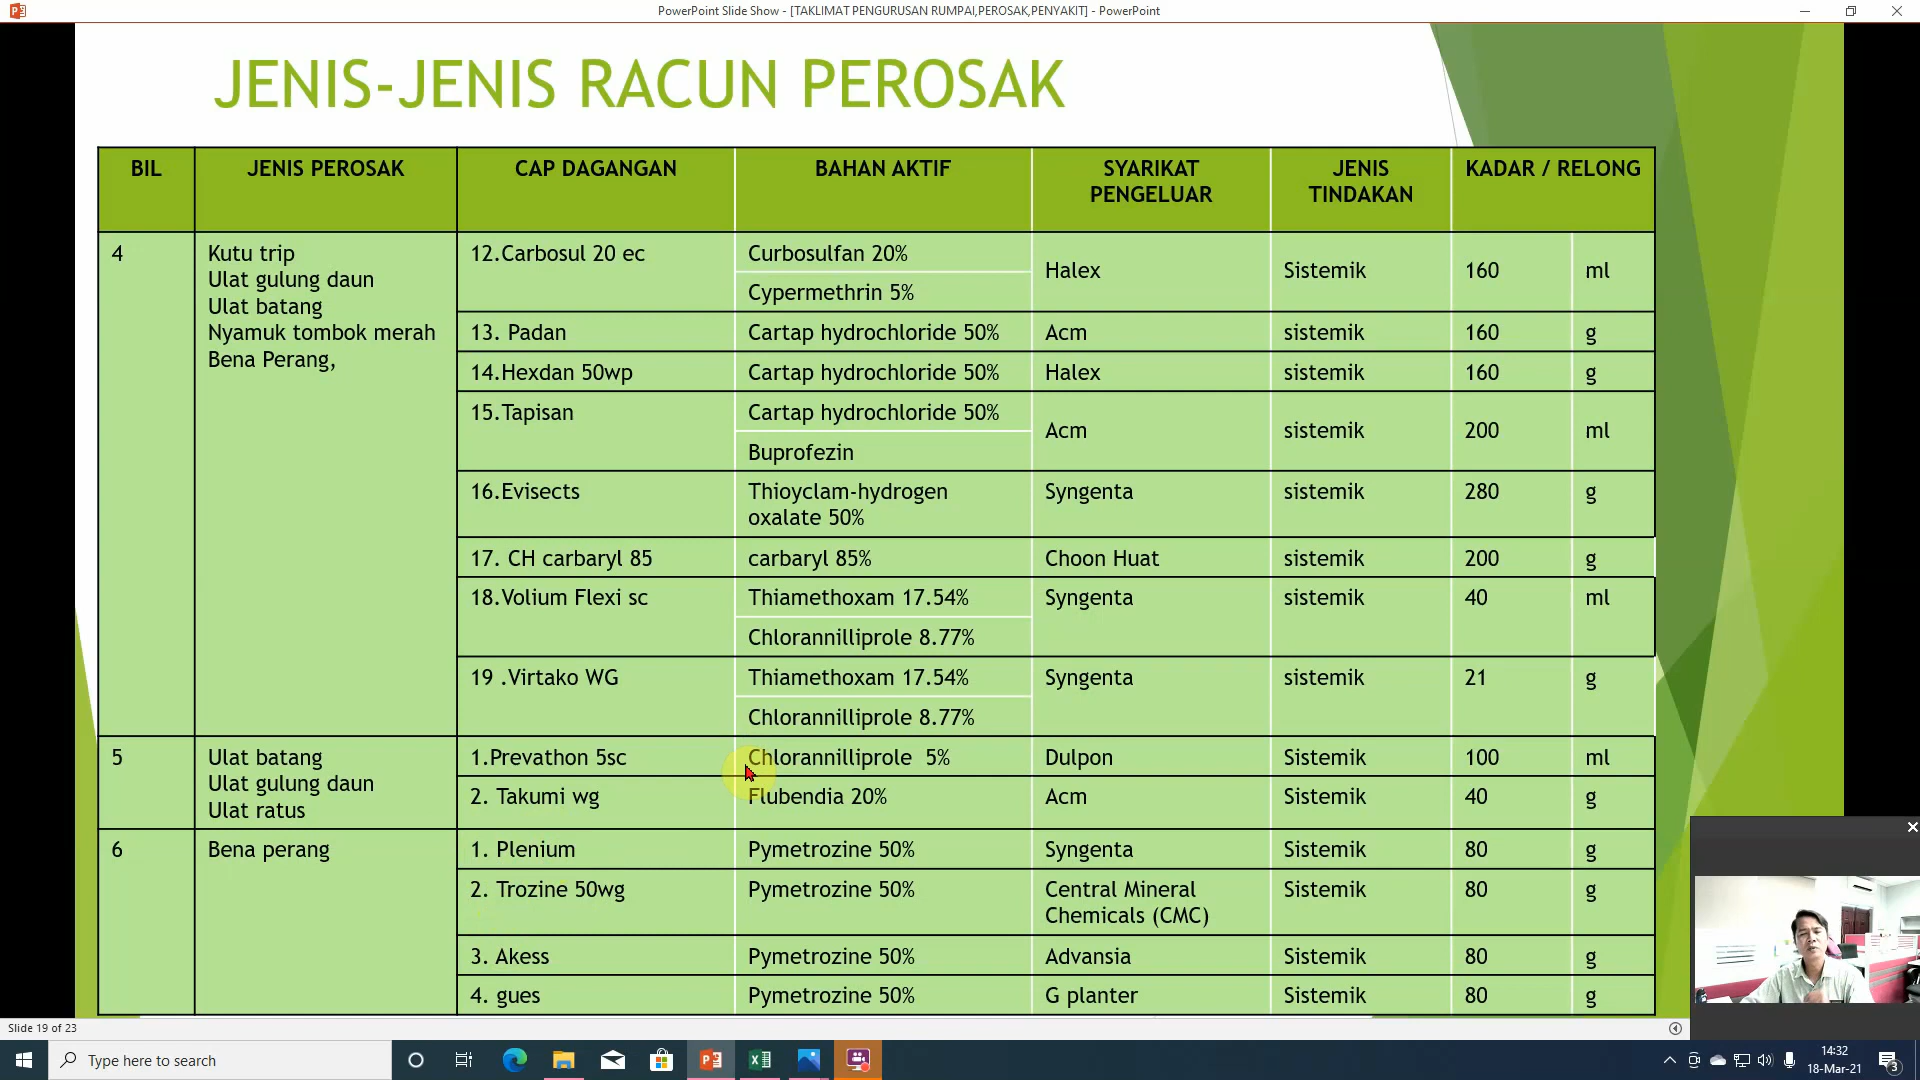 PowerPoint Slide Show - [TAKLIMAT PENGURUSAN RUMPAI,PEROSAK,PENYAKIT] - PowerPoint
JENIS-JENIS RACUN PEROSAK
BIL JENIS PEROSAK CAP DAGANGAN BAHAN AKTIF SYARIKAT PENGELUAR JENIS TINDAKAN KADAR / RELONG
4
Kutu trip
Ulat gulung daun
Ulat batang
Nyamuk tombok merah
Bena Perang,
12.Carbosul 20 ec Curbosulfan 20% Halex Sistemik 160 ml
Cypermethrin 5%
13. Padan Cartap hydrochloride 50% Acm sistemik 160 g
14.Hexdan 50wp Cartap hydrochloride 50% Halex sistemik 160 g
15.Tapisan Cartap hydrochloride 50% Acm sistemik 200 ml
Buprofezin
16.Evisects Thioyclam-hydrogen Syngenta sistemik 280 g
oxalate 50%
17. CH carbaryl 85 carbaryl 85% Choon Huat sistemik 200 g
18.Volium Flexi sc Thiamethoxam 17.54% Syngenta sistemik 40 ml
Chlorannilliprole 8.77%
19 .Virtako WG Thiamethoxam 17.54% Syngenta sistemik 21 g
Chlorannilliprole 8.77%
5
Ulat batang
Ulat gulung daun
Ulat ratus
1.Prevathon 5sc Chlorannilliprole 5% Dulpon Sistemik 100 ml
2. Takumi wg Flubendia 20% Acm Sistemik 40 g
6 Bena perang 1. Plenium Pymetrozine 50% Syngenta Sistemik 80 g
2. Trozine 50wg Pymetrozine 50% Central Mineral Sistemik 80 g
Chemicals (CMC)
3. Akess Pymetrozine 50% Advansia Sistemik 80 g
4. gues Pymetrozine 50% G planter Sistemik 80 g
Slide 19 of 23
Type here to search
14:32
18-Mar-21
3